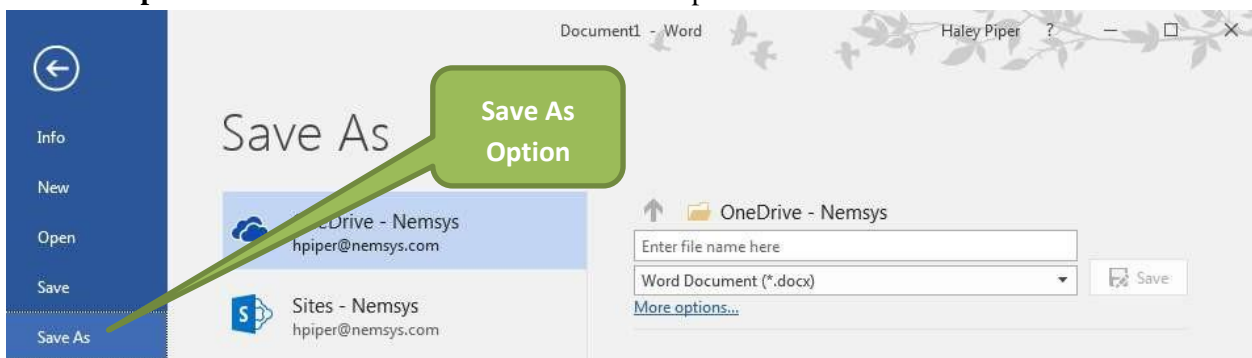 Document1 - Word
Haley Piper
?
Info
New
Open
Save
Save As
Save As
Save As
Option
OneDrive - Nemsys
hpiper@nemsys.com
Sites - Nemsys
hpiper@nemsys.com
OneDrive - Nemsys
Enter file name here
Word Document (*.docx)
Save
More options...